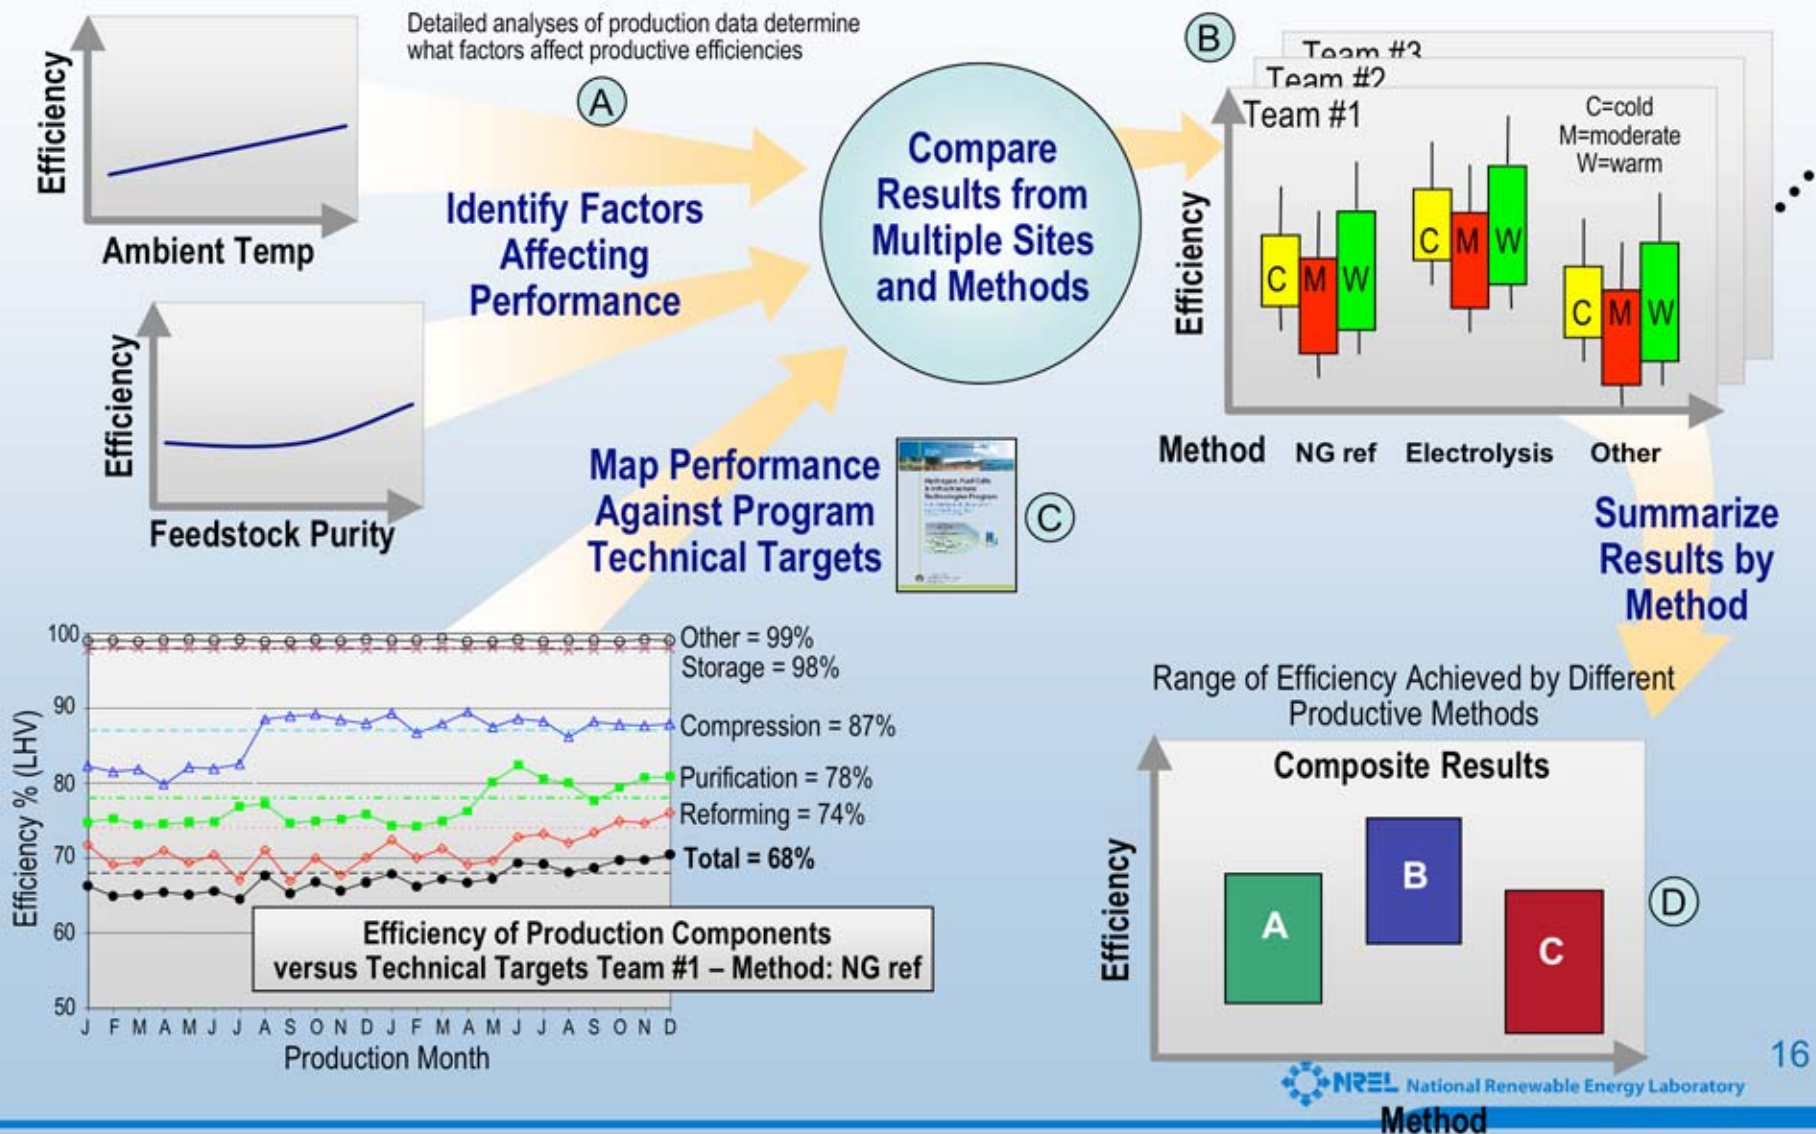 Detailed analyses of production data determine
what factors affect productive efficiencies
A
Efficiency
Ambient Temp
Identify Factors
Affecting
Performance
Efficiency
Feedstock Purity
Compare
Results from
Multiple Sites
and Methods
B
Team #3
Team #2
Team #1
C=cold
M=moderate
W=warm
Efficiency
C M W
C M W
C M W
Method NG ref Electrolysis Other
Map Performance
Against Program
Technical Targets
C
Summarize
Results by
Method
Efficiency % (LHV)
100
90
80
70
60
50
Other = 99%
Storage = 98%
Compression = 87%
Purification = 78%
Reforming = 74%
Total = 68%
Efficiency of Production Components
versus Technical Targets Team #1 – Method: NG ref
J F M A M J J A S O N D J F M A M J J A S O N D
Production Month
Range of Efficiency Achieved by Different
Productive Methods
Composite Results
Efficiency
A
B
C
D
16
NREL National Renewable Energy Laboratory
Method